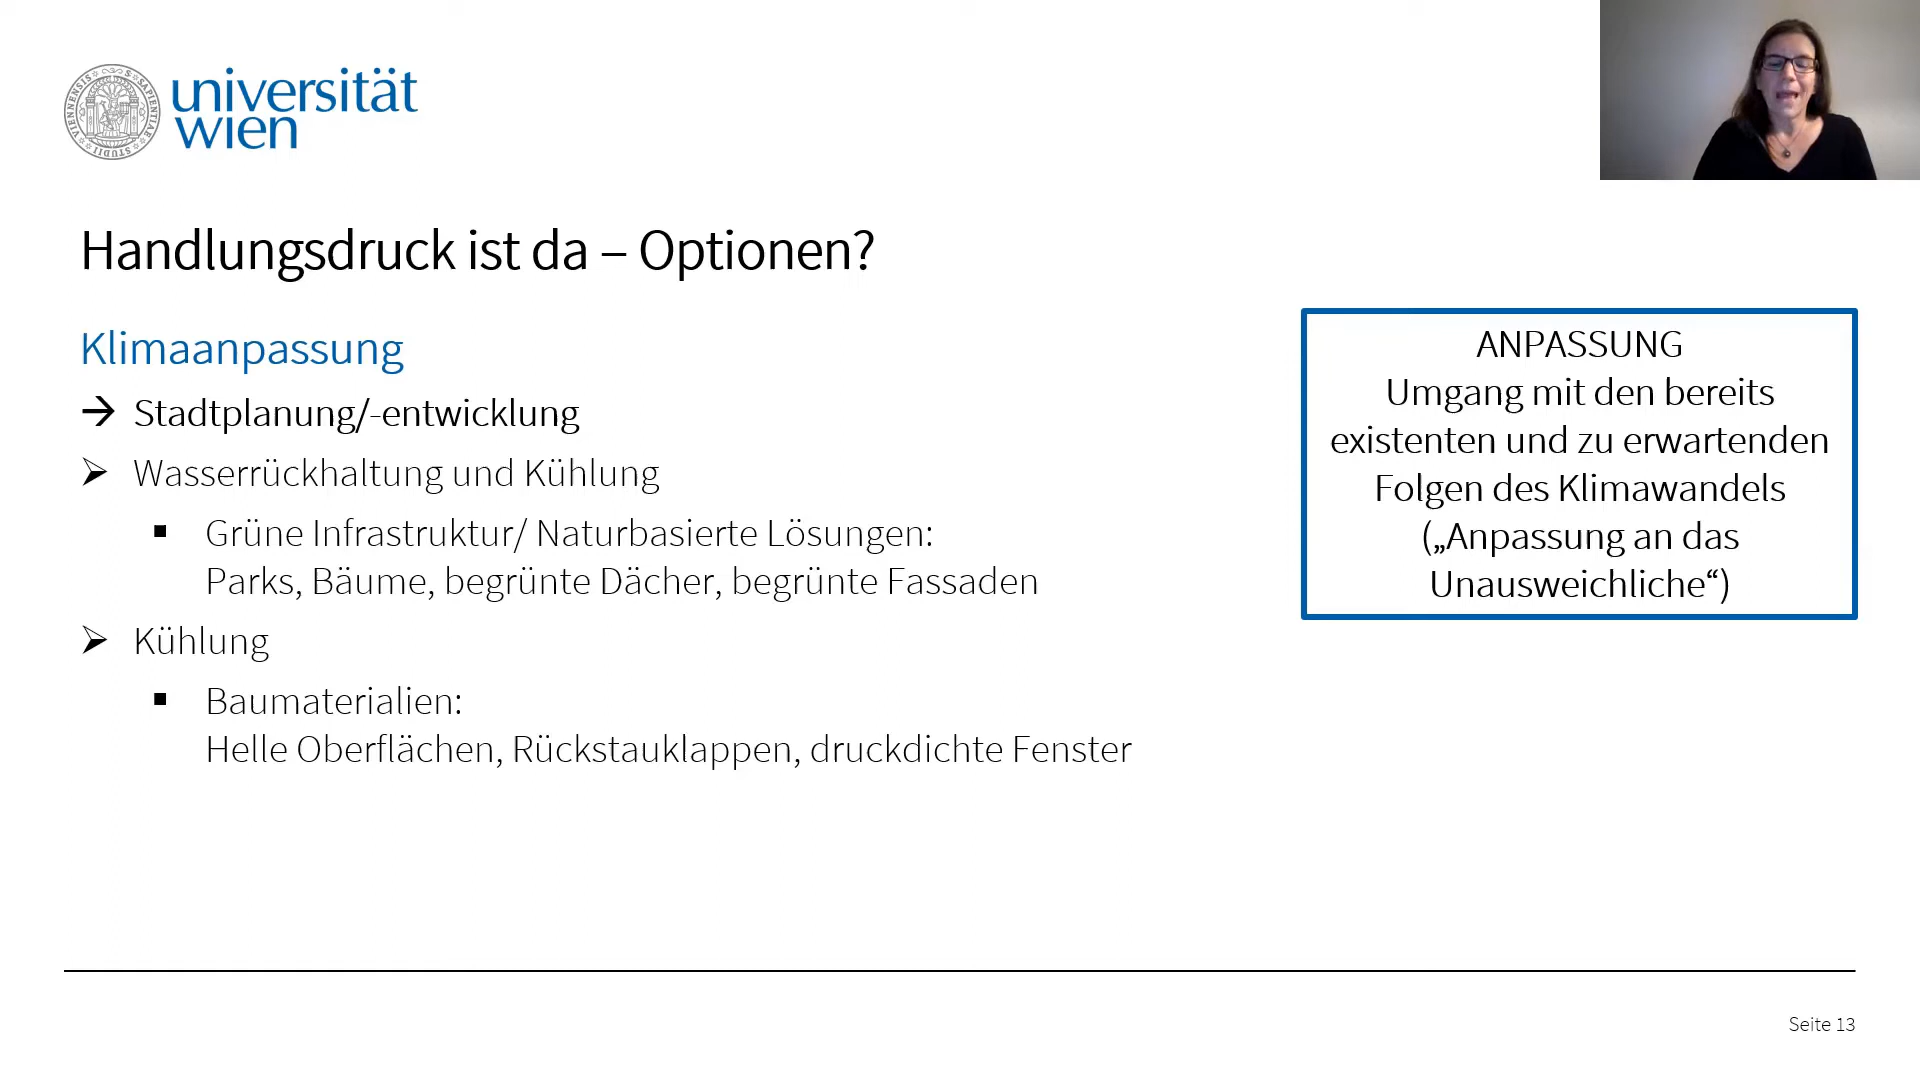 universität
wien
Handlungsdruck ist da – Optionen?
Klimaanpassung
→ Stadtplanung/-entwicklung
➢ Wasserrückhaltung und Kühlung
▪ Grüne Infrastruktur/ Naturbasierte Lösungen:
Parks, Bäume, begrünte Dächer, begrünte Fassaden
➢ Kühlung
▪ Baumaterialien:
Helle Oberflächen, Rückstauklappen, druckdichte Fenster
ANPASSUNG
Umgang mit den bereits
existenten und zu erwartenden
Folgen des Klimawandels
(„Anpassung an das
Unausweichliche“)
Seite 13